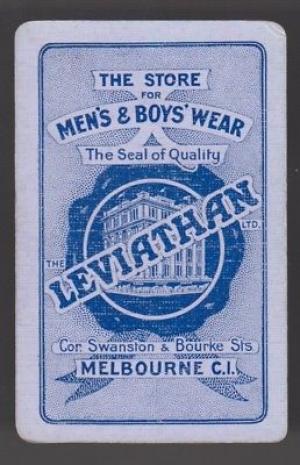 THE STORE
FOR
MEN'S & BOYS' WEAR
The Seal of Quality
THE LEVIATHAN LTD.
Cor. Swanston & Bourke Sts.
MELBOURNE C.1.